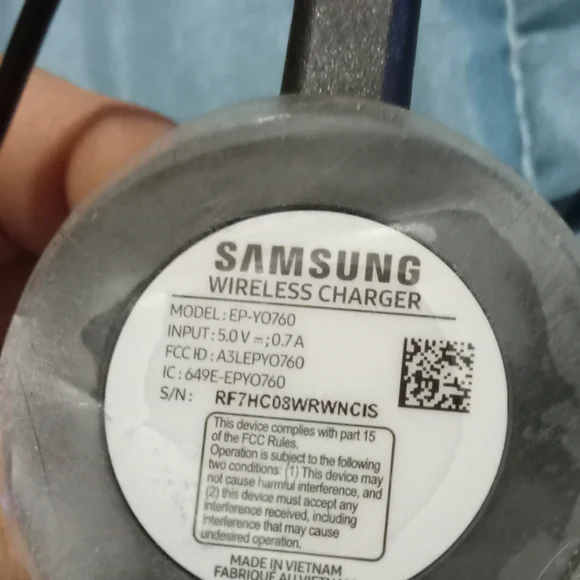 SAMSUNG
WIRELESS CHARGER
MODEL : EP-YO760
INPUT : 5.0 V ⎓ ; 0.7 A
FCC ID : A3LEPYO760
IC : 649E-EPYO760
S/N : RF7HC08WRWNCIS
This device complies with part 15
of the FCC Rules.
Operation is subject to the following
two conditions: (1) This device may
not cause harmful interference, and
(2) this device must accept any
interference received, including
interference that may cause
undesired operation.
MADE IN VIETNAM
FABRIQUÉ AU VIETNAM